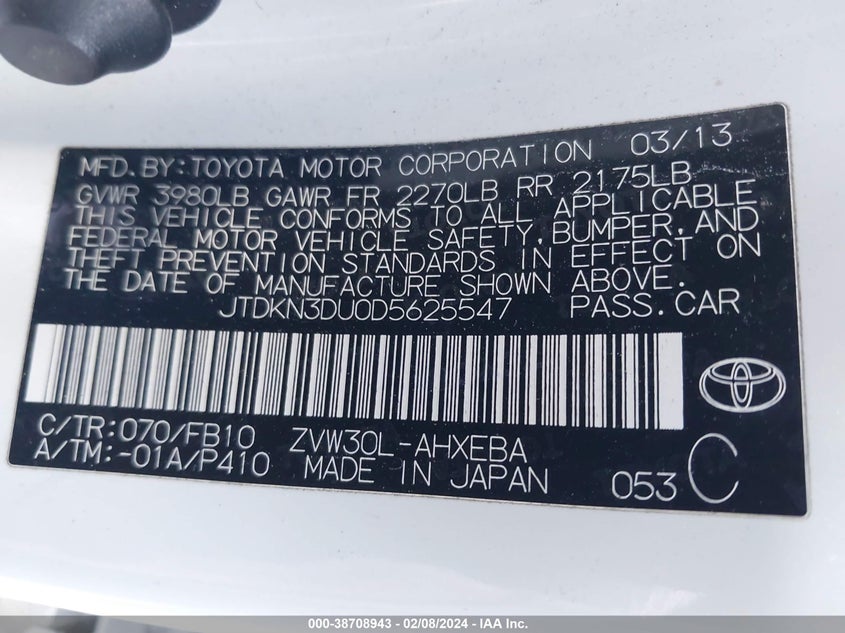 MFD.BY:TOYOTA MOTOR CORPORATION 03/13
GVWR 3980LB GAWR FR 2270LB RR 2175LB
THIS VEHICLE CONFORMS TO ALL APPLICABLE
FEDERAL MOTOR VEHICLE SAFETY,BUMPER,AND
THEFT PREVENTION STANDARDS IN EFFECT ON
THE DATE OF MANUFACTURE SHOWN ABOVE.
JTDKN3DU0D5625547 PASS.CAR
C/TR:070/FB10 ZVW30L-AHXEBA
A/TM:-01A/P410 MADE IN JAPAN 053 C
000-38708943 - 02/08/2024 - IAAI.COM